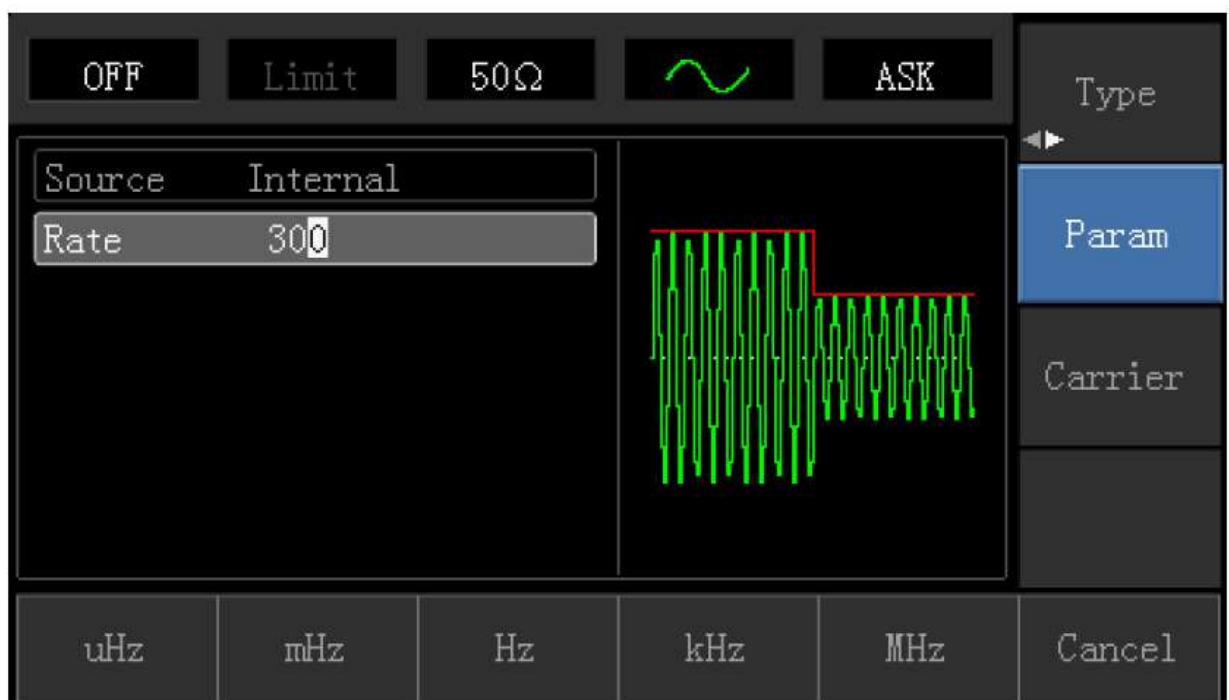 OFF Limit 50Ω ASK
Type
Source Internal
Rate 300
Param
Carrier
uHz mHz Hz kHz MHz Cancel